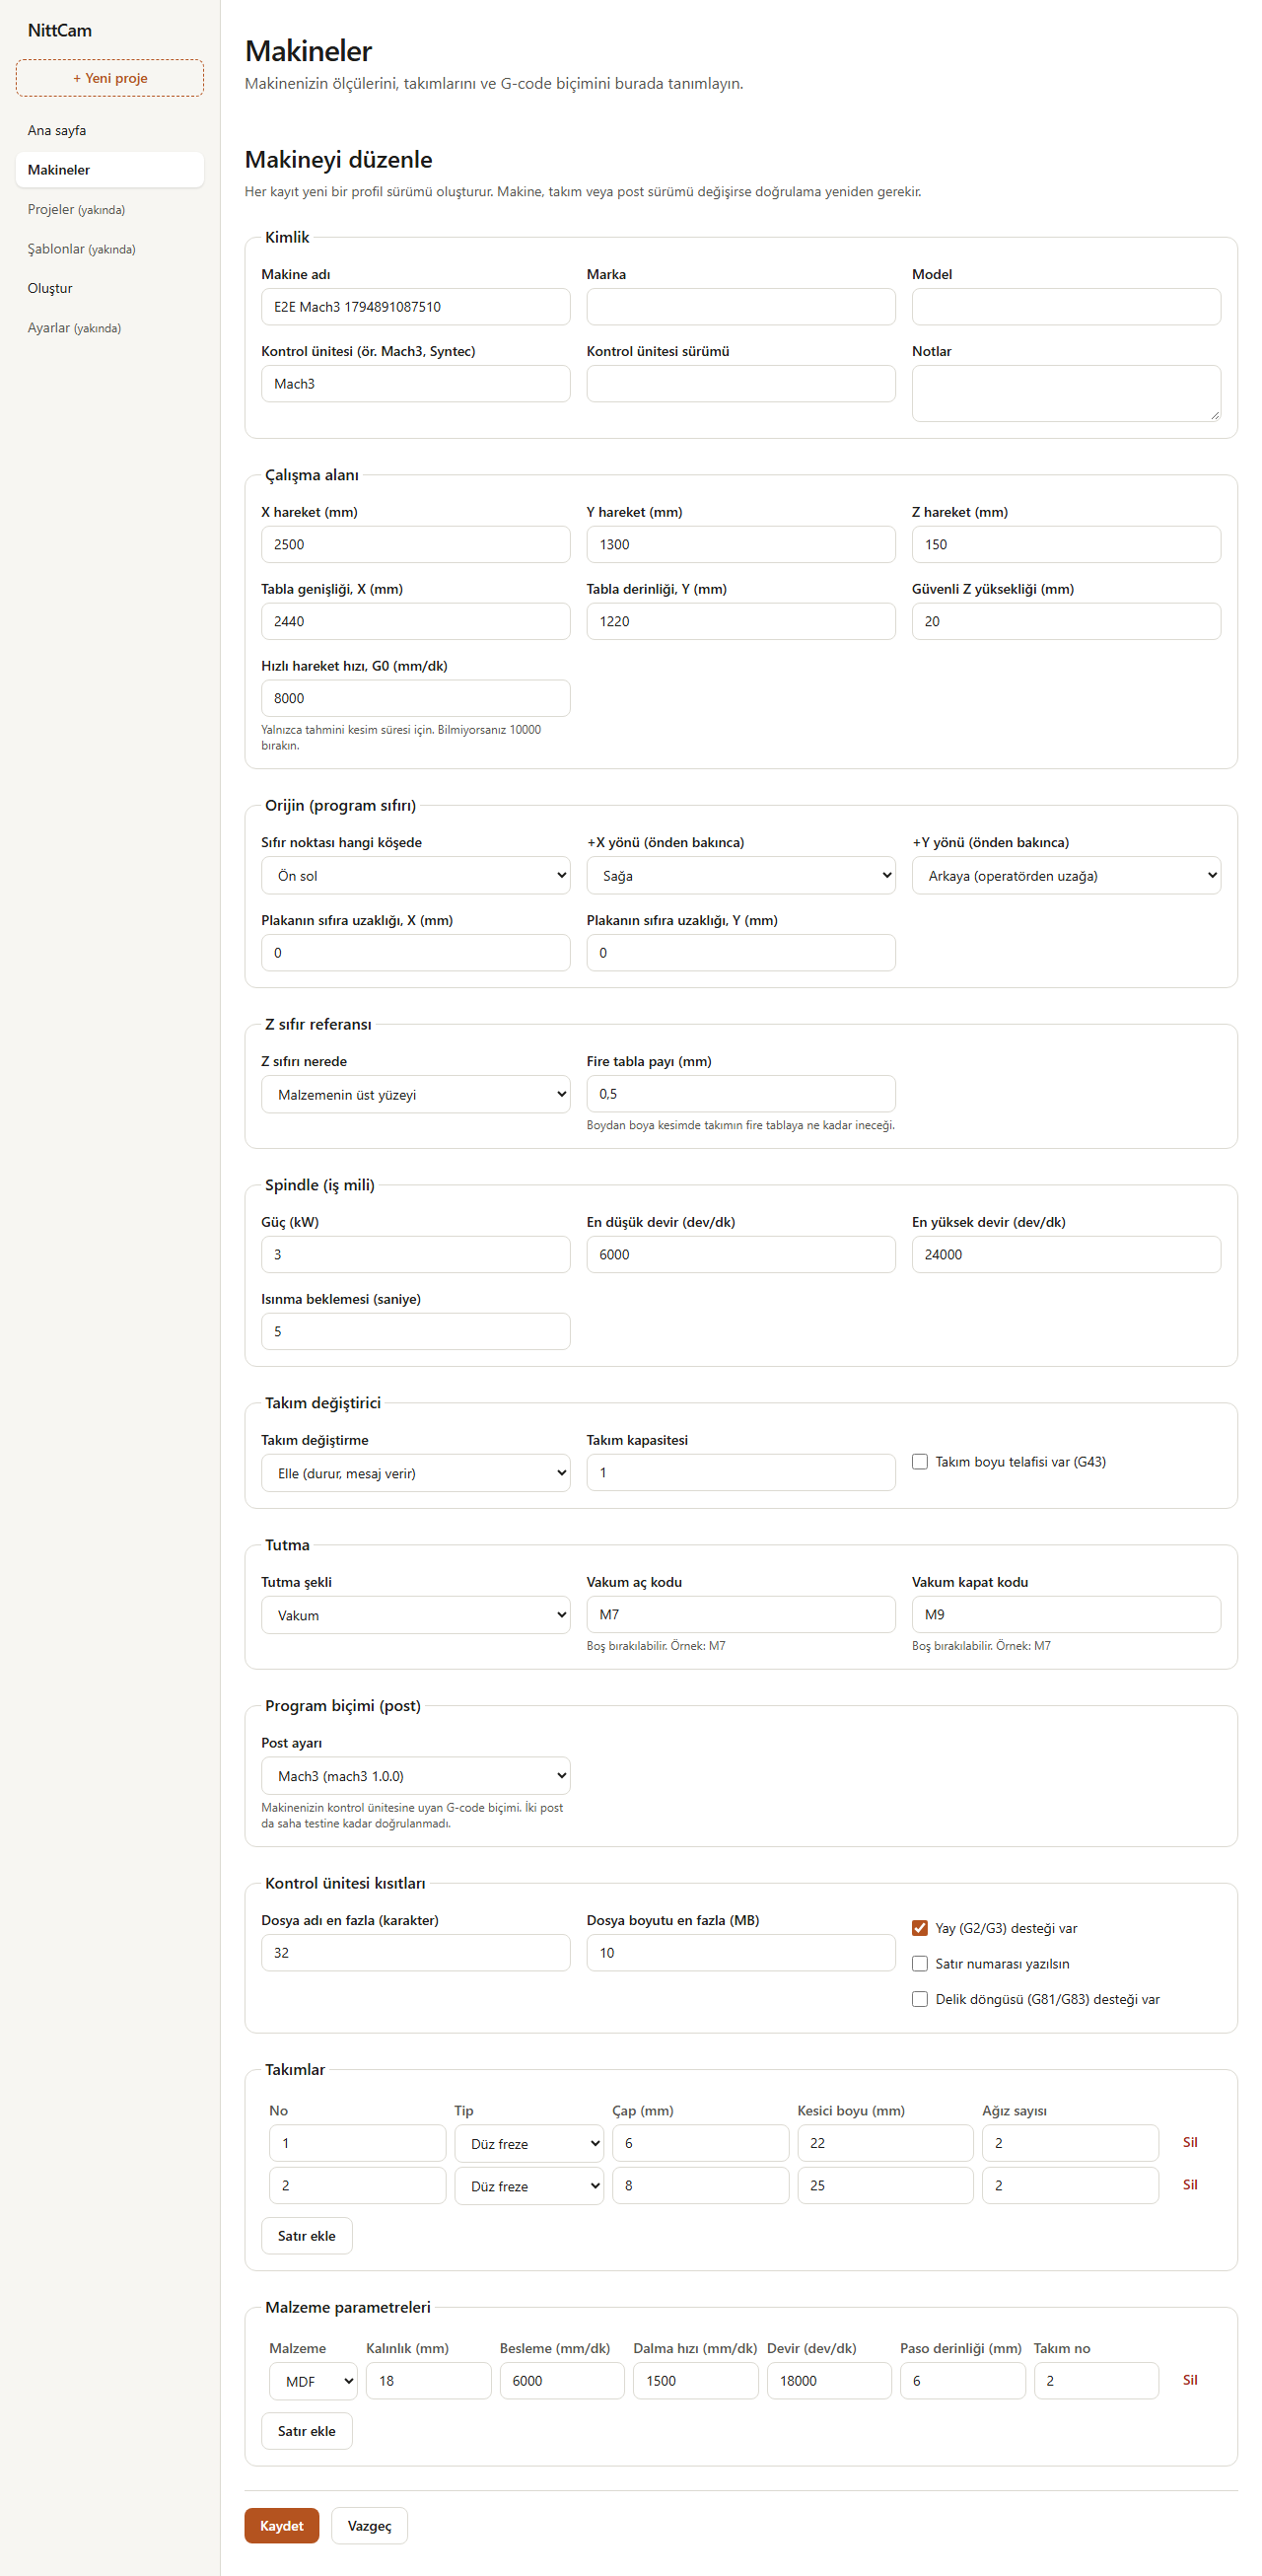 NittCam
+ Yeni proje
Ana sayfa
Makineler
Projeler (yakında)
Şablonlar (yakında)
Oluştur
Ayarlar (yakında)
Makineler
Makinenizin ölçülerini, takımlarını ve G-code biçimini burada tanımlayın.
Makineyi düzenle
Her kayıt yeni bir profil sürümü oluşturur. Makine, takım veya post sürümü değişirse doğrulama yeniden gerekir.
Kimlik
Makine adı Marka Model
E2E Mach3 1794891087510
Kontrol ünitesi (ör. Mach3, Syntec) Kontrol ünitesi sürümü Notlar
Mach3
Çalışma alanı
X hareket (mm) Y hareket (mm) Z hareket (mm)
2500 1300 150
Tabla genişliği, X (mm) Tabla derinliği, Y (mm) Güvenli Z yüksekliği (mm)
2440 1220 20
Hızlı hareket hızı, G0 (mm/dk)
8000
Yalnızca tahmini kesim süresi için. Bilmiyorsanız 10000
bırakın.
Orijin (program sıfırı)
Sıfır noktası hangi köşede +X yönü (önden bakınca) +Y yönü (önden bakınca)
Ön sol Sağa Arkaya (operatörden uzağa)
Plakanın sıfıra uzaklığı, X (mm) Plakanın sıfıra uzaklığı, Y (mm)
0 0
Z sıfır referansı
Z sıfırı nerede Fire tabla payı (mm)
Malzemenin üst yüzeyi 0,5
Boydan boya kesimde takımın fire tablaya ne kadar ineceği.
Spindle (iş mili)
Güç (kW) En düşük devir (dev/dk) En yüksek devir (dev/dk)
3 6000 24000
Isınma beklemesi (saniye)
5
Takım değiştirici
Takım değiştirme Takım kapasitesi
Elle (durur, mesaj verir) 1 Takım boyu telafisi var (G43)
Tutma
Tutma şekli Vakum aç kodu Vakum kapat kodu
Vakum M7 M9
Boş bırakılabilir. Örnek: M7 Boş bırakılabilir. Örnek: M7
Program biçimi (post)
Post ayarı
Mach3 (mach3 1.0.0)
Makinenizin kontrol ünitesine uyan G-code biçimi. İki post
da saha testine kadar doğrulanmadı.
Kontrol ünitesi kısıtları
Dosya adı en fazla (karakter) Dosya boyutu en fazla (MB) Yay (G2/G3) desteği var
32 10
Satır numarası yazılsın
Delik döngüsü (G81/G83) desteği var
Takımlar
No Tip Çap (mm) Kesici boyu (mm) Ağız sayısı
1 Düz freze 6 22 2 Sil
2 Düz freze 8 25 2 Sil
Satır ekle
Malzeme parametreleri
Malzeme Kalınlık (mm) Besleme (mm/dk) Dalma hızı (mm/dk) Devir (dev/dk) Paso derinliği (mm) Takım no
MDF 18 6000 1500 18000 6 2 Sil
Satır ekle
Kaydet Vazgeç